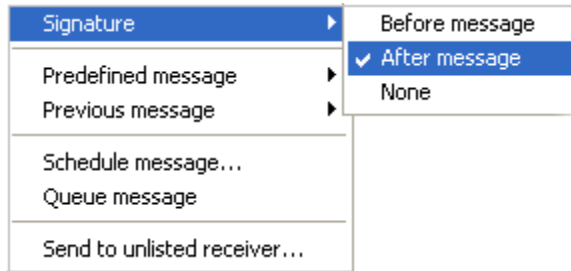 Signature
Before message
After message
None
Predefined message
Previous message
Schedule message...
Queue message
Send to unlisted receiver...